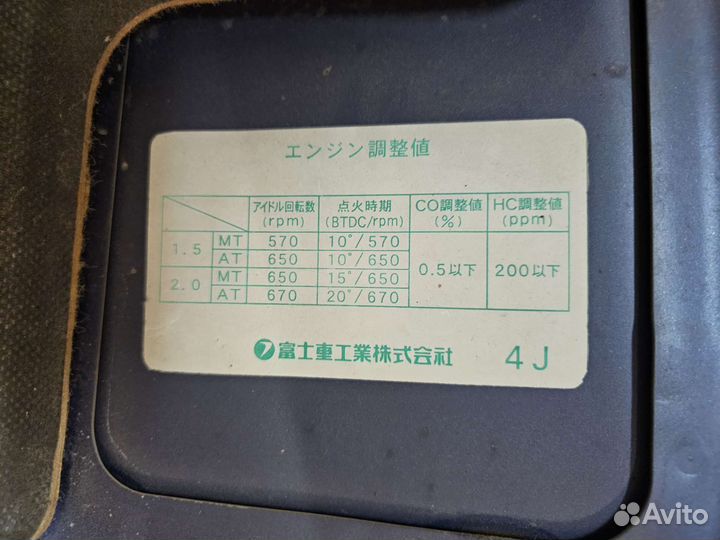 エンジン調整値
アイドル回転数 点火時期 CO調整値 HC調整値
(rpm) (BTDC/rpm) (%) (ppm)
1.5 MT 570 10°/570 0.5以下 200以下
AT 650 10°/650
2.0 MT 650 15°/650
AT 670 20°/670
フ富士重工業株式会社 4J
Avito